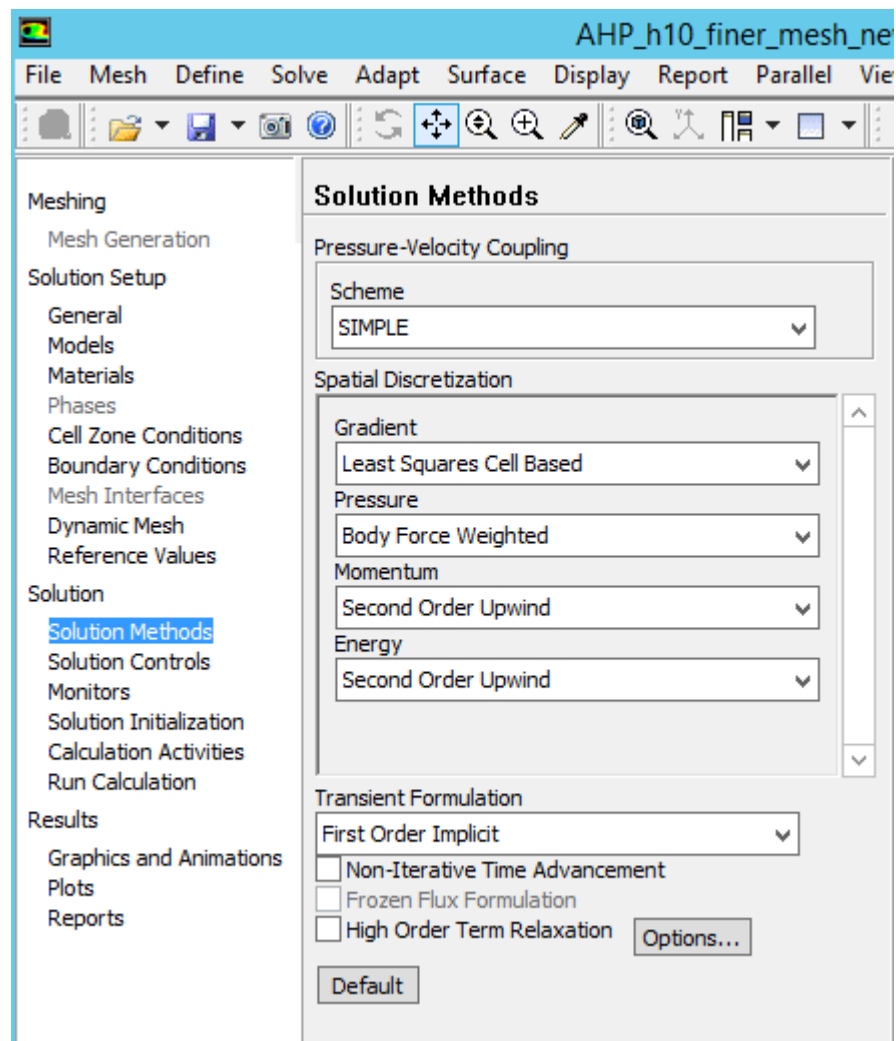 AHP_h10_finer_mesh_ne
File Mesh Define Solve Adapt Surface Display Report Parallel Vie
Meshing
Mesh Generation
Solution Setup
General
Models
Materials
Phases
Cell Zone Conditions
Boundary Conditions
Mesh Interfaces
Dynamic Mesh
Reference Values
Solution
Solution Methods
Solution Controls
Monitors
Solution Initialization
Calculation Activities
Run Calculation
Results
Graphics and Animations
Plots
Reports
Solution Methods
Pressure-Velocity Coupling
Scheme
SIMPLE
Spatial Discretization
Gradient
Least Squares Cell Based
Pressure
Body Force Weighted
Momentum
Second Order Upwind
Energy
Second Order Upwind
Transient Formulation
First Order Implicit
Non-Iterative Time Advancement
Frozen Flux Formulation
High Order Term Relaxation Options...
Default